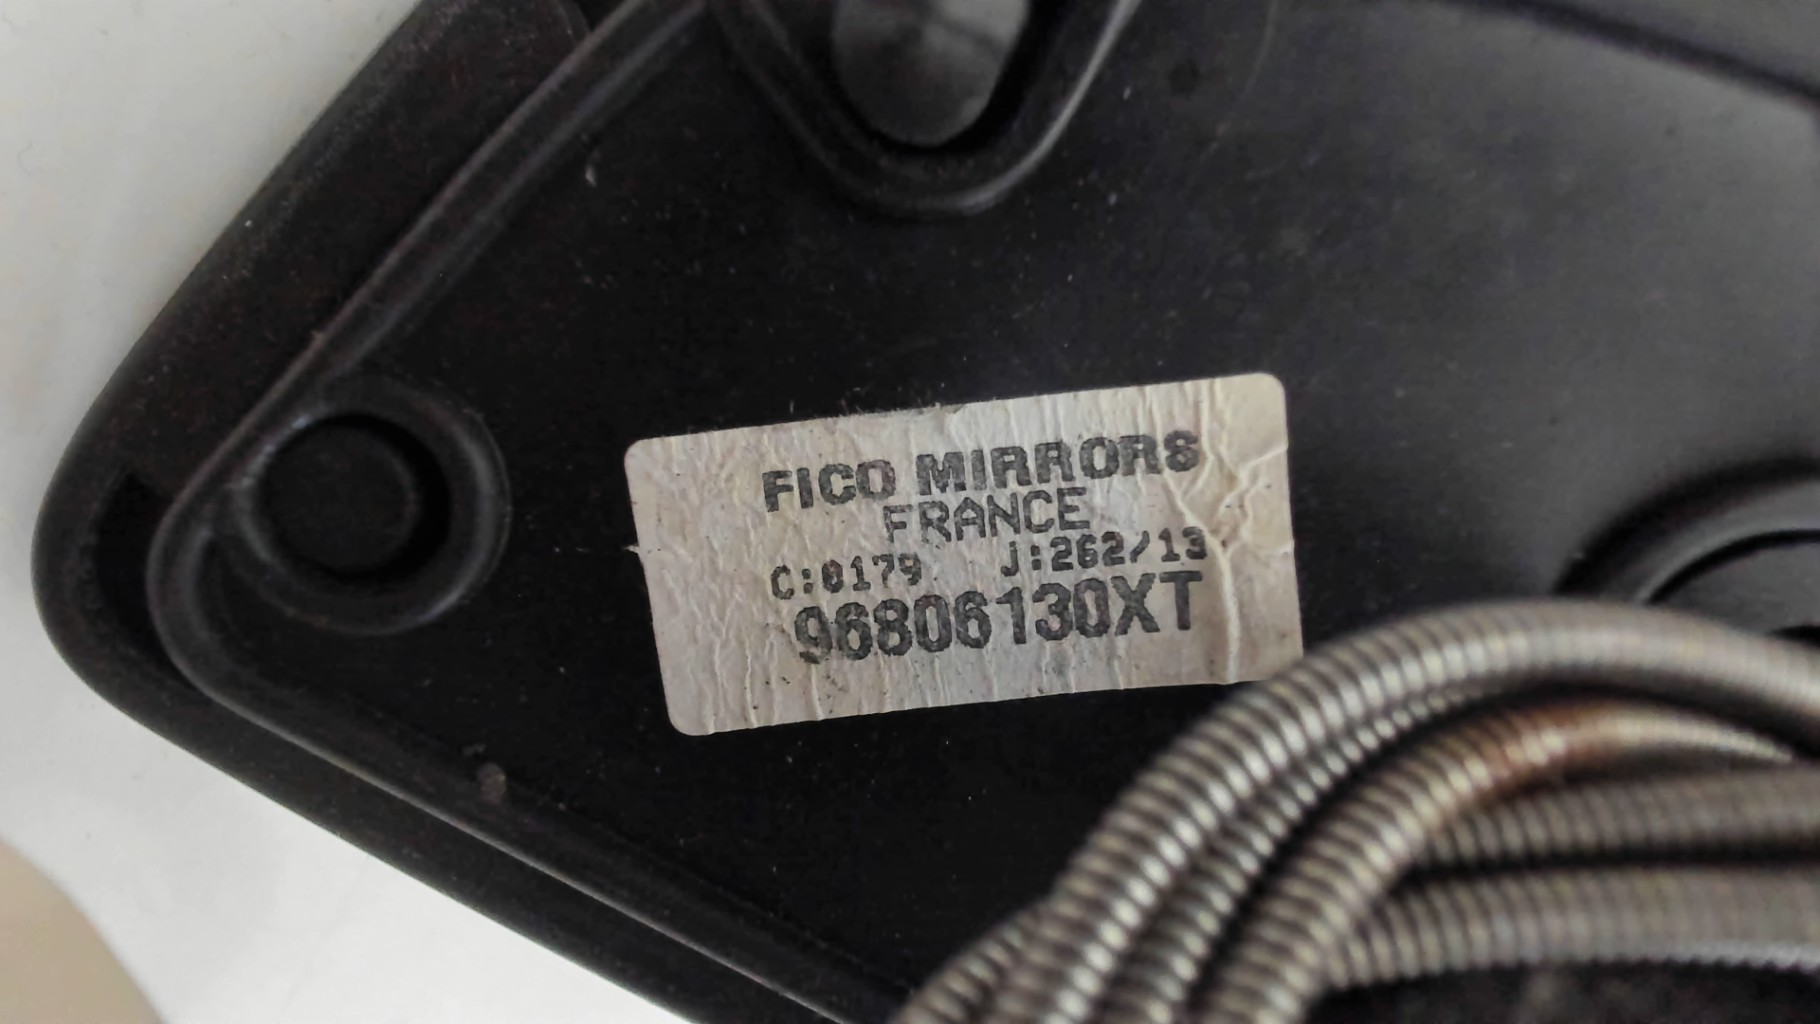 FICO MIRRORS
FRANCE
C:0179 J:262/13
96806130XT